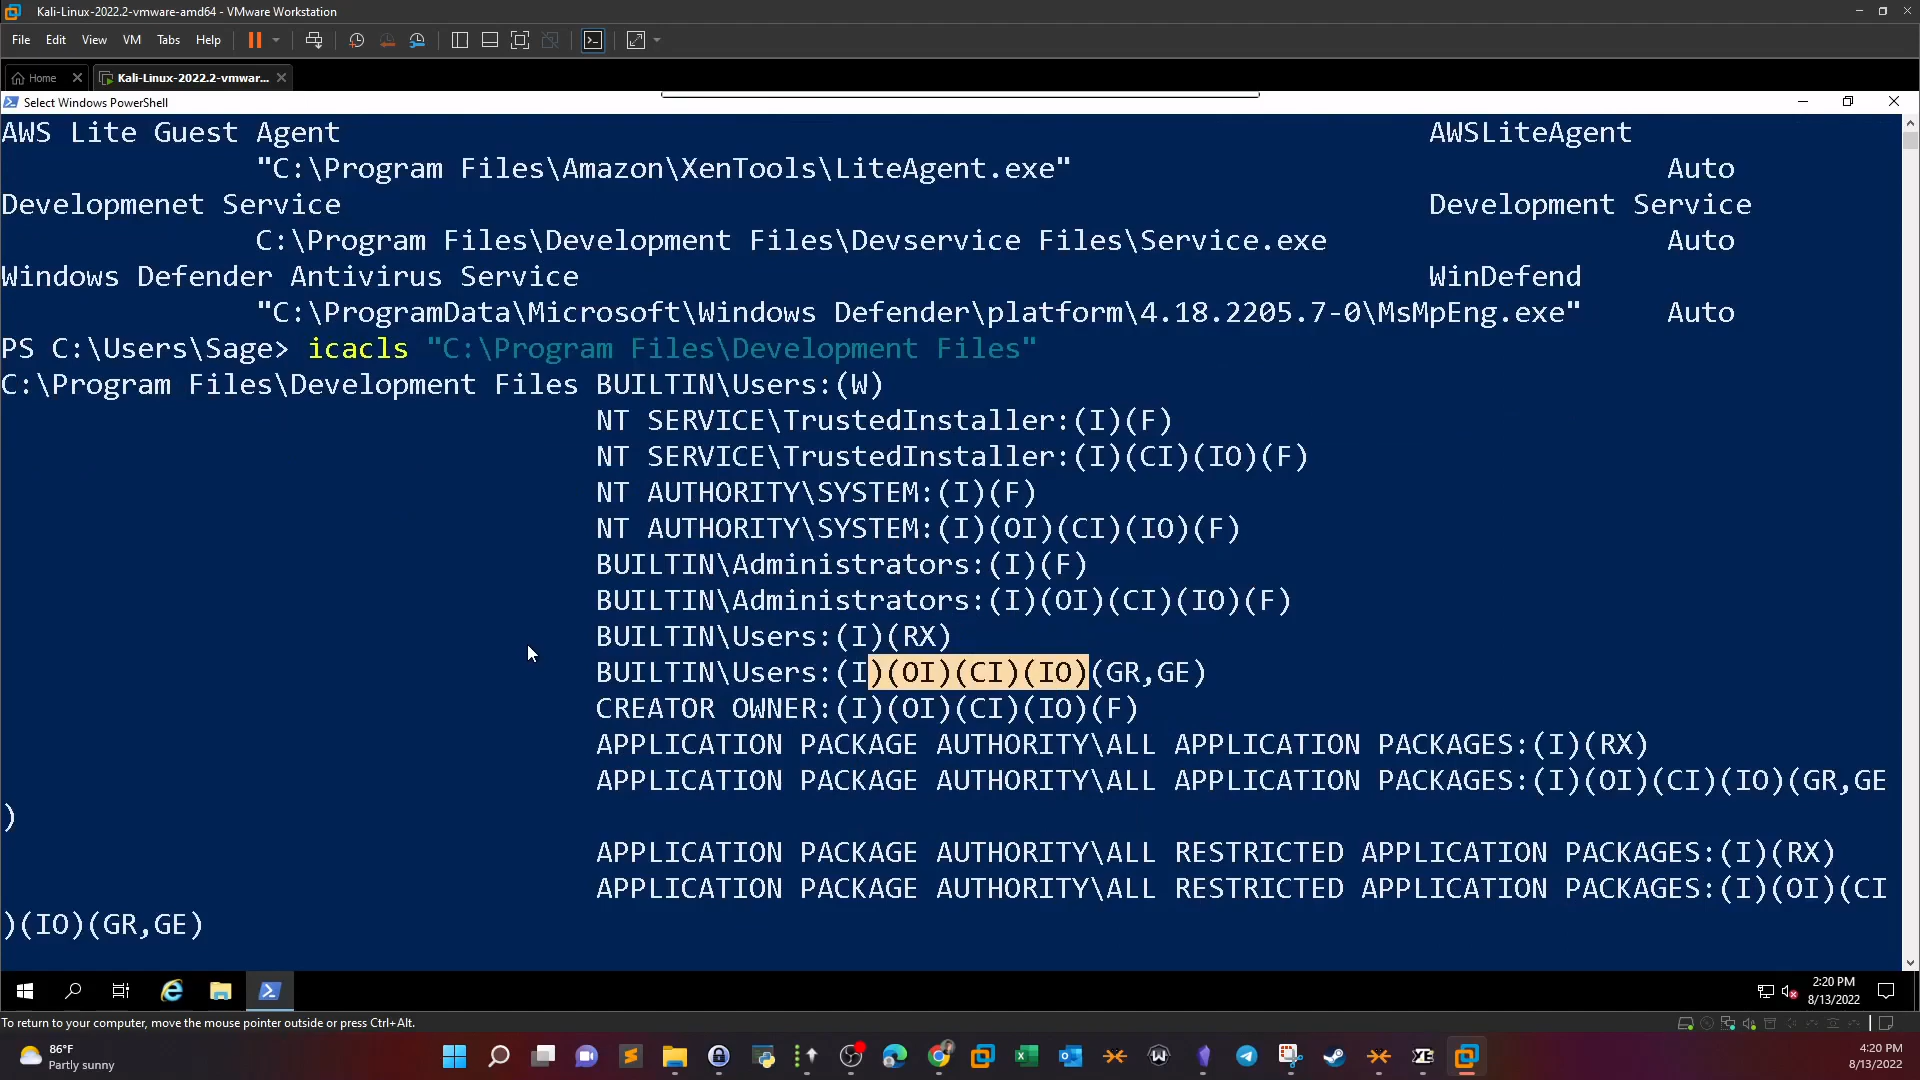 Kali-Linux-2022.2-vmware-amd64 - VMware Workstation
File Edit View VM Tabs Help
Home Kali-Linux-2022.2-vmwar...
Select Windows PowerShell
AWS Lite Guest Agent AWSLiteAgent
"C:\Program Files\Amazon\XenTools\LiteAgent.exe" Auto
Developmenet Service Development Service
C:\Program Files\Development Files\Devservice Files\Service.exe Auto
Windows Defender Antivirus Service WinDefend
"C:\ProgramData\Microsoft\Windows Defender\platform\4.18.2205.7-0\MsMpEng.exe" Auto
PS C:\Users\Sage> icacls "C:\Program Files\Development Files"
C:\Program Files\Development Files BUILTIN\Users:(W)
NT SERVICE\TrustedInstaller:(I)(F)
NT SERVICE\TrustedInstaller:(I)(CI)(IO)(F)
NT AUTHORITY\SYSTEM:(I)(F)
NT AUTHORITY\SYSTEM:(I)(OI)(CI)(IO)(F)
BUILTIN\Administrators:(I)(F)
BUILTIN\Administrators:(I)(OI)(CI)(IO)(F)
BUILTIN\Users:(I)(RX)
BUILTIN\Users:(I)(OI)(CI)(IO)(GR,GE)
CREATOR OWNER:(I)(OI)(CI)(IO)(F)
APPLICATION PACKAGE AUTHORITY\ALL APPLICATION PACKAGES:(I)(RX)
APPLICATION PACKAGE AUTHORITY\ALL APPLICATION PACKAGES:(I)(OI)(CI)(IO)(GR,GE
)
APPLICATION PACKAGE AUTHORITY\ALL RESTRICTED APPLICATION PACKAGES:(I)(RX)
APPLICATION PACKAGE AUTHORITY\ALL RESTRICTED APPLICATION PACKAGES:(I)(OI)(CI
)(IO)(GR,GE)
2:20 PM
8/13/2022
To return to your computer, move the mouse pointer outside or press Ctrl+Alt.
86°F
Partly sunny
4:20 PM
8/13/2022